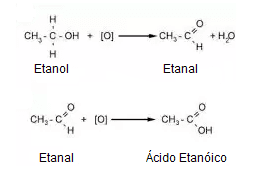 H
CH₃-C-OH + [O] → CH₃-C O H + H₂O
H
Etanol Etanal
CH₃-C O H + [O] → CH₃-C O OH
Etanal Ácido Etanóico